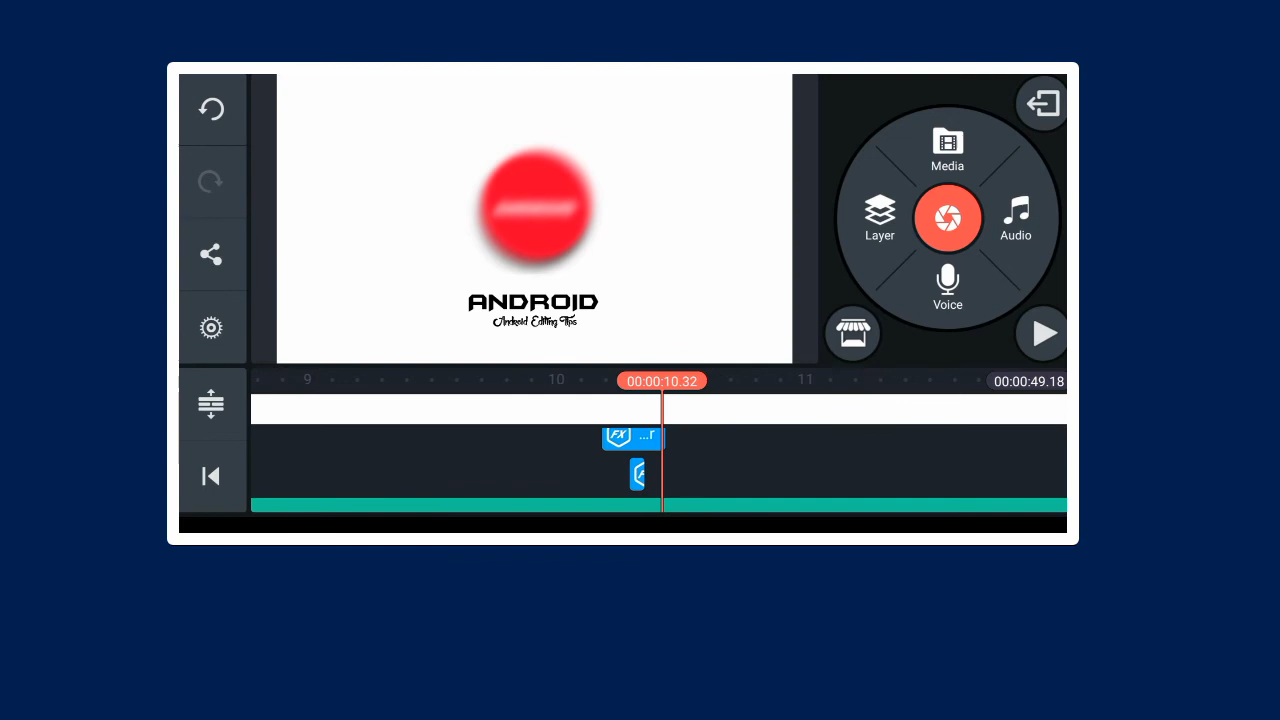 Media
Layer
Audio
Voice
ANDROID
Android Editing Tips
9
10
00:00:10.32
11
00:00:49.18
FX ...r